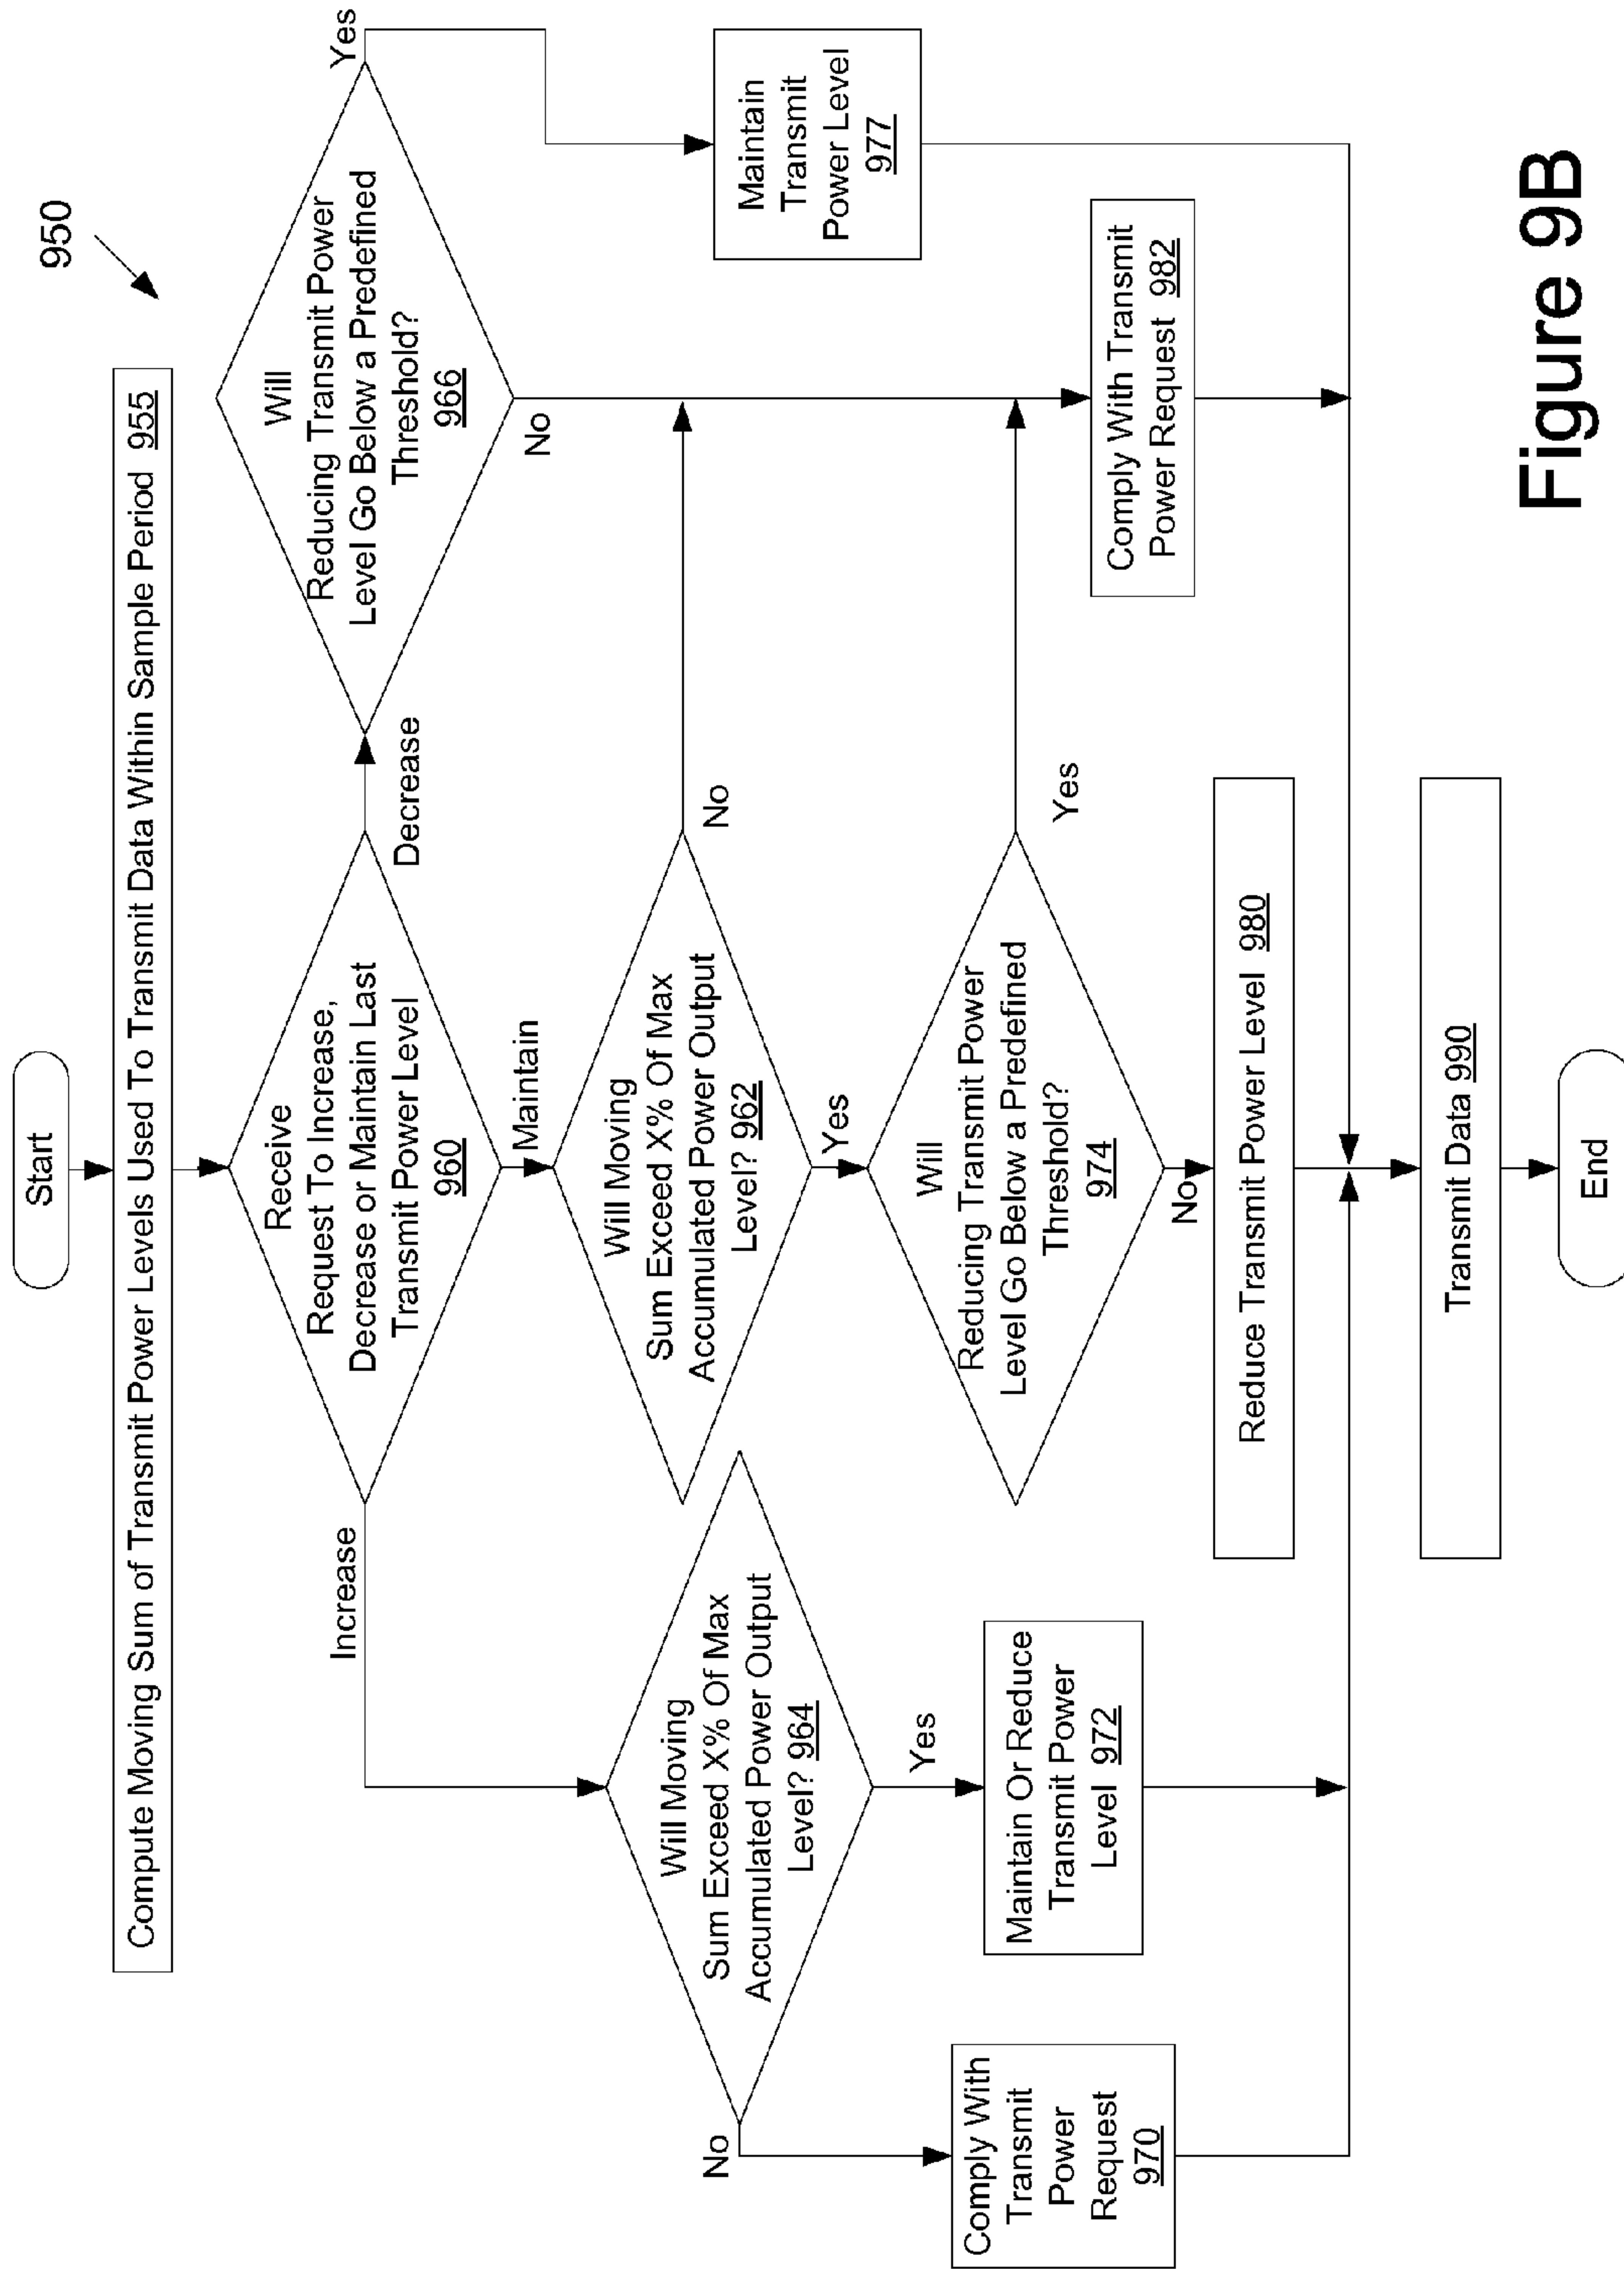 950
Start
Compute Moving Sum of Transmit Power Levels Used To Transmit Data Within Sample Period 955
Receive
Request To Increase,
Decrease or Maintain Last
Transmit Power Level
960
Increase
Maintain
Decrease
Will
Reducing Transmit Power
Level Go Below a Predefined
Threshold?
966
Yes
No
Will Moving
Sum Exceed X% Of Max
Accumulated Power Output
Level? 964
No
Yes
Will Moving
Sum Exceed X% Of Max
Accumulated Power Output
Level? 962
No
Yes
Maintain
Transmit
Power Level
977
Will
Reducing Transmit Power
Level Go Below a Predefined
Threshold?
974
Yes
No
Comply With
Transmit
Power
Request
970
Maintain Or Reduce
Transmit Power
Level 972
Comply With Transmit
Power Request 982
Reduce Transmit Power Level 980
Transmit Data 990
End
Figure 9B